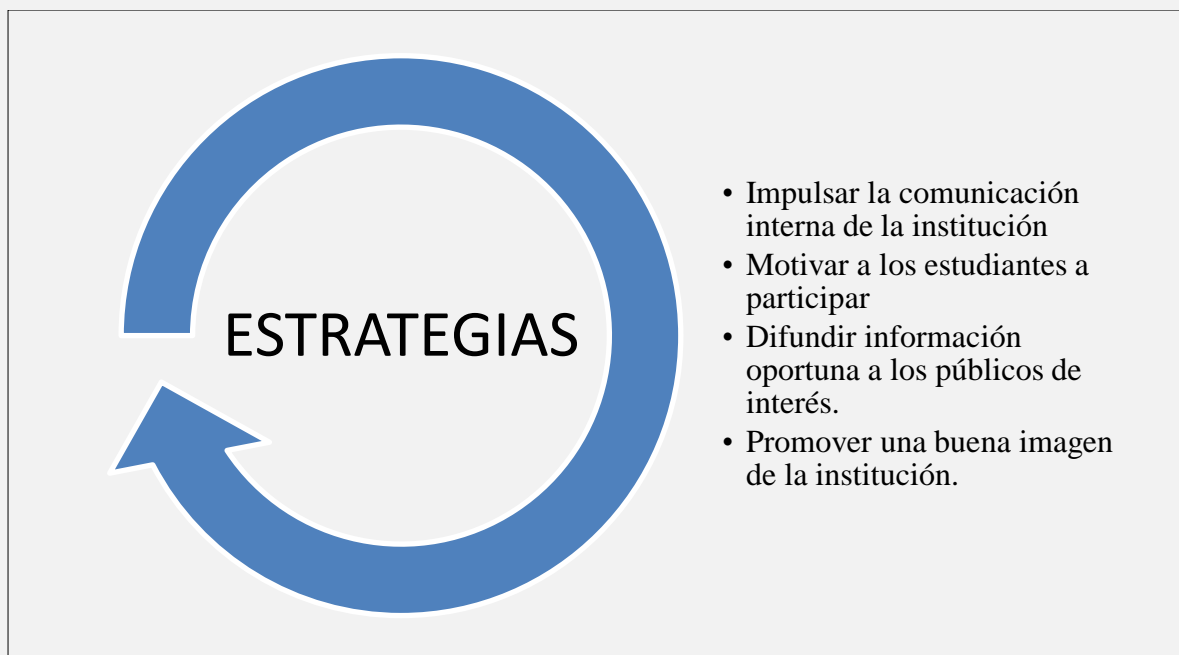 ESTRATEGIAS
• Impulsar la comunicación
interna de la institución
• Motivar a los estudiantes a
participar
• Difundir información
oportuna a los públicos de
interés.
• Promover una buena imagen
de la institución.